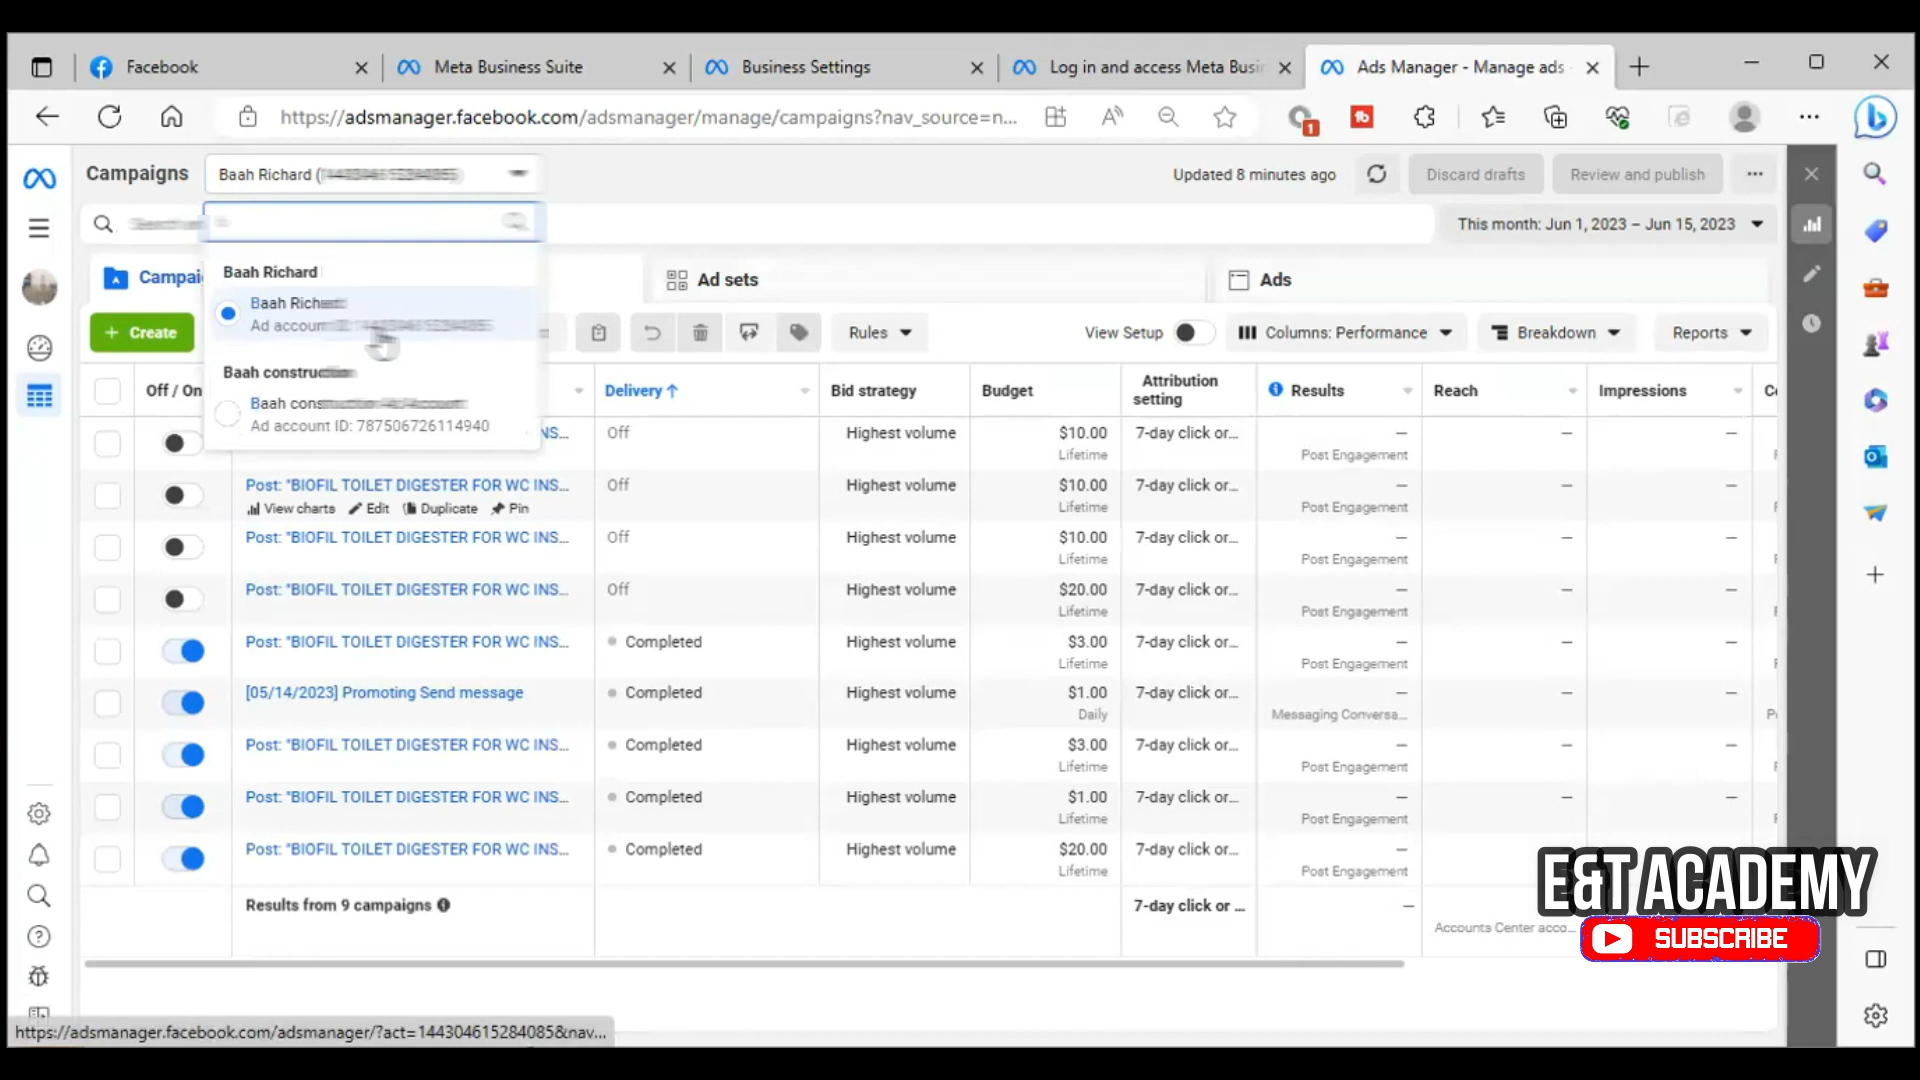 Facebook
Meta Business Suite
Business Settings
Log in and access Meta Busi
Ads Manager - Manage ads
https://adsmanager.facebook.com/adsmanager/manage/campaigns?nav_source=n...
1
Campaigns
Baah Richard (
Updated 8 minutes ago
Discard drafts
Review and publish
This month: Jun 1, 2023 – Jun 15, 2023
Baah Richard
Campai
Ad sets
Ads
Baah
Ad account ID:
+ Create
Rules
View Setup
Columns: Performance
Breakdown
Reports
Baah construction
Off / On
Delivery ↑
Bid strategy
Budget
Attribution setting
Results
Reach
Impressions
Baah
Ad account ID: 787506726114940
NS... Off Highest volume $10.00 7-day click or... —  —  —
Lifetime Post Engagement
Post: "BIOFIL TOILET DIGESTER FOR WC INS... Off Highest volume $10.00 7-day click or... — — —
View charts Edit Duplicate Pin Lifetime Post Engagement
Post: "BIOFIL TOILET DIGESTER FOR WC INS... Off Highest volume $10.00 7-day click or... — — —
Lifetime Post Engagement
Post: "BIOFIL TOILET DIGESTER FOR WC INS... Off Highest volume $20.00 7-day click or... — — —
Lifetime Post Engagement
Post: "BIOFIL TOILET DIGESTER FOR WC INS... Completed Highest volume $3.00 7-day click or... — — —
Lifetime Post Engagement
[05/14/2023] Promoting Send message Completed Highest volume $1.00 7-day click or... — — —
Daily Messaging Conversa...
Post: "BIOFIL TOILET DIGESTER FOR WC INS... Completed Highest volume $3.00 7-day click or... — — —
Lifetime Post Engagement
Post: "BIOFIL TOILET DIGESTER FOR WC INS... Completed Highest volume $1.00 7-day click or... — — —
Lifetime Post Engagement
Post: "BIOFIL TOILET DIGESTER FOR WC INS... Completed Highest volume $20.00 7-day click or... —
Lifetime Post Engagement
Results from 9 campaigns 7-day click or ... —
Accounts Center acco...
E&T ACADEMY
SUBSCRIBE
https://adsmanager.facebook.com/adsmanager/?act=144304615284085&nav...